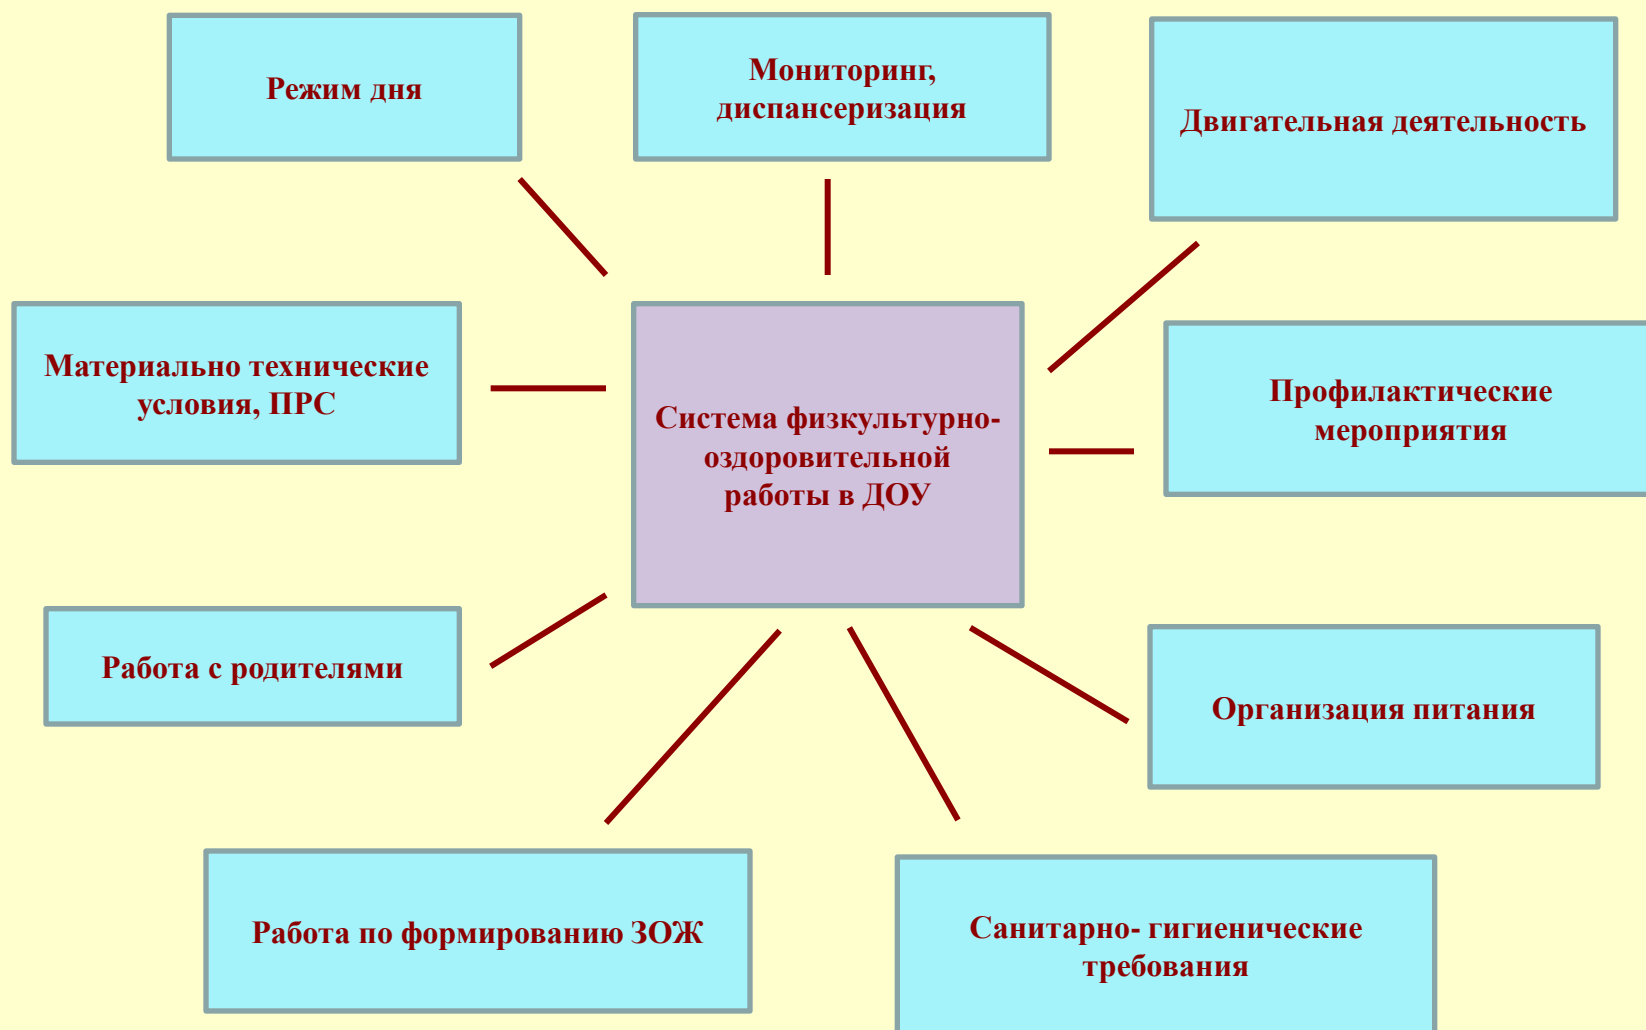 Режим дня
Мониторинг,
диспансеризация
Двигательная деятельность
Материально технические
условия, ПРС
Система физкультурно-
оздоровительной
работы в ДОУ
Профилактические
мероприятия
Работа с родителями
Организация питания
Работа по формированию ЗОЖ
Санитарно- гигиенические
требования